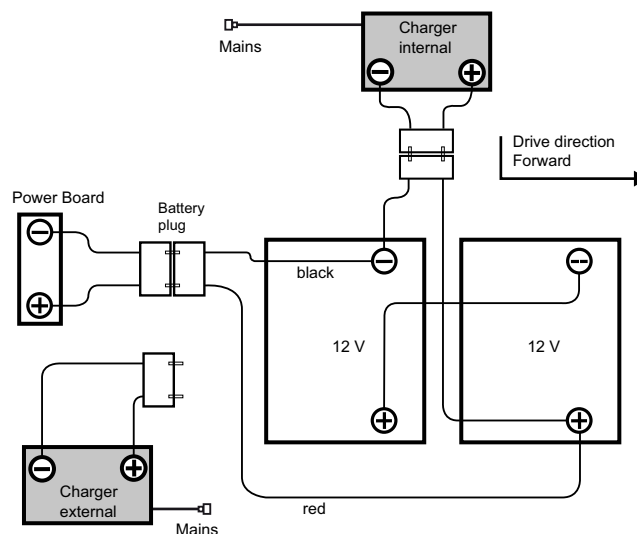 Charger
internal
Mains
Drive direction
Forward
Power Board
Battery
plug
black
12 V
12 V
Charger
external
red
Mains